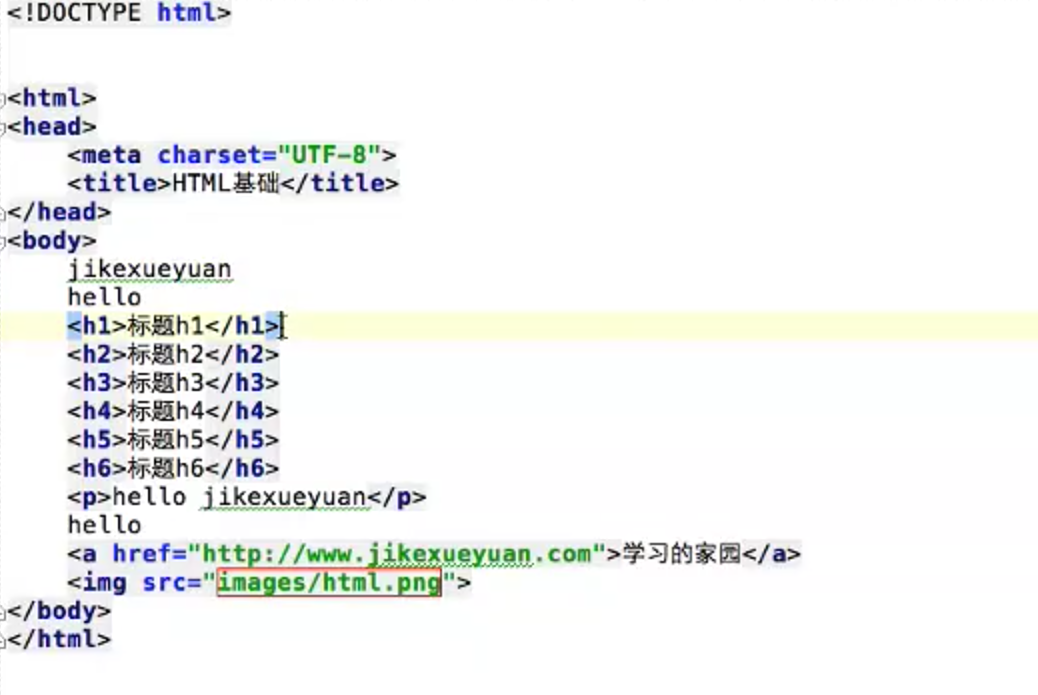 <!DOCTYPE html>
<html>
<head>
<meta charset="UTF-8">
<title>HTML基础</title>
</head>
<body>
jikexueyuan
hello
<h1>标题h1</h1>
<h2>标题h2</h2>
<h3>标题h3</h3>
<h4>标题h4</h4>
<h5>标题h5</h5>
<h6>标题h6</h6>
<p>hello jikexueyuan</p>
hello
<a href="http://www.jikexueyuan.com">学习的家园</a>
<img src="images/html.png">
</body>
</html>